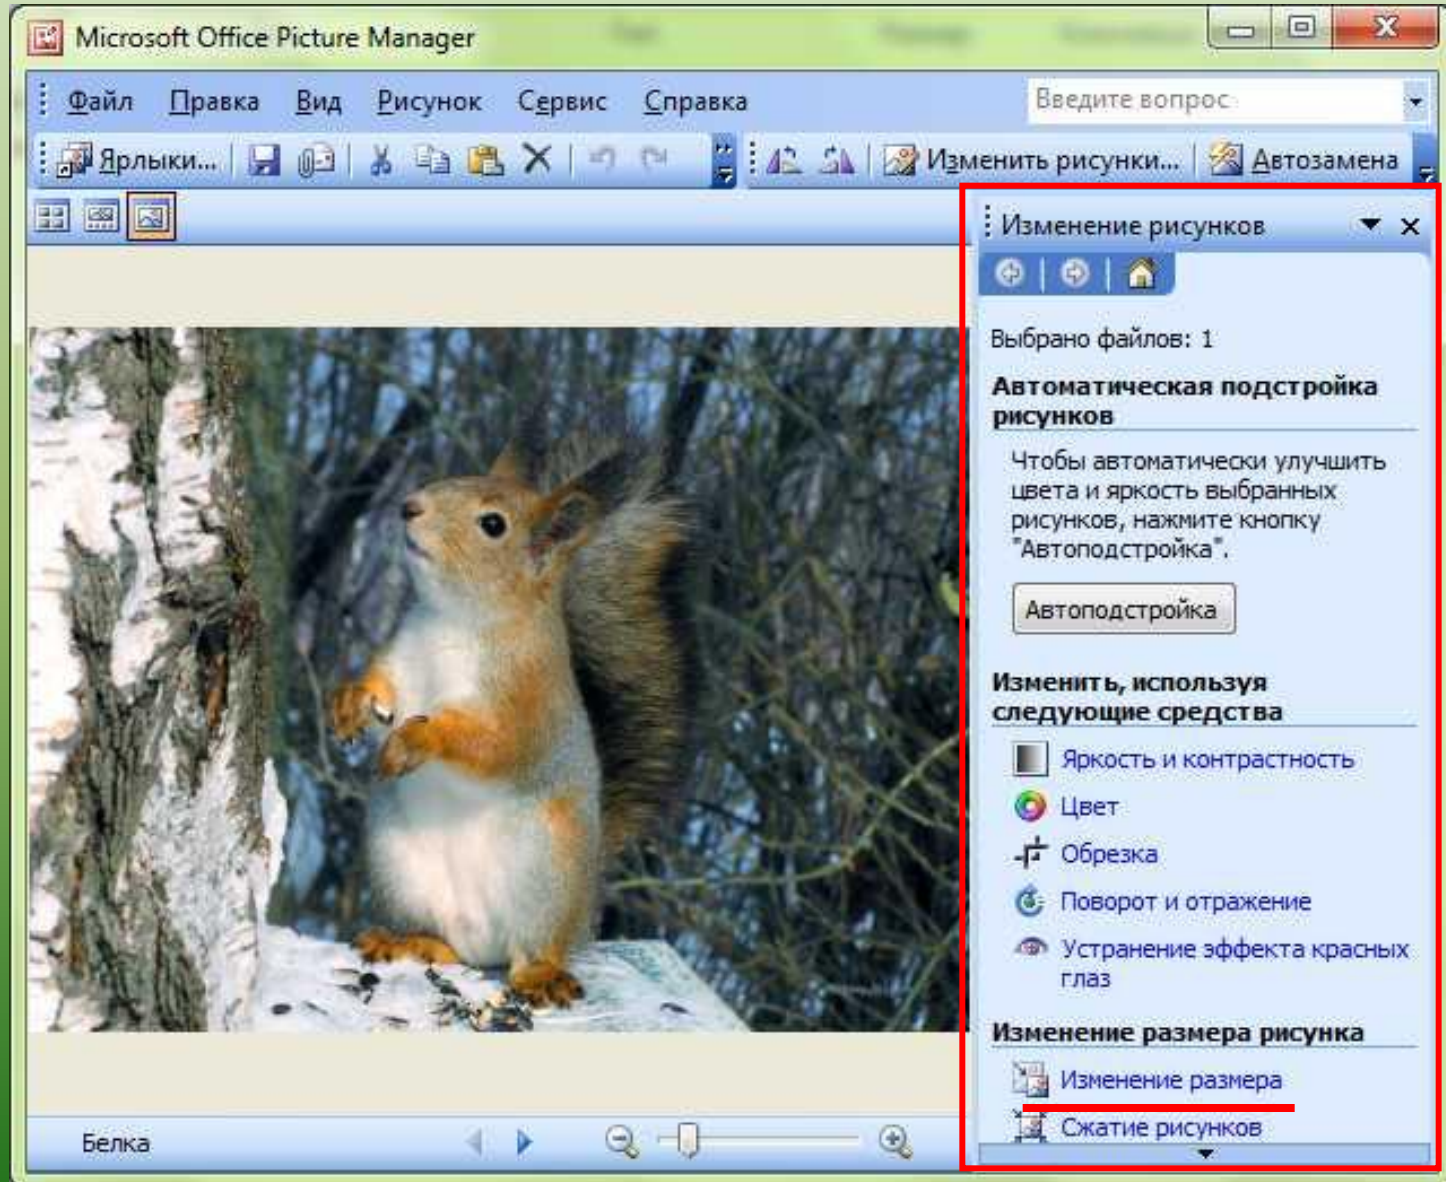 Microsoft Office Picture Manager
Файл Правка Вид Рисунок Сервис Справка Введите вопрос
Ярлыки... Изменить рисунки... Автозамена
Изменение рисунков
Выбрано файлов: 1
Автоматическая подстройка
рисунков
Чтобы автоматически улучшить
цвета и яркость выбранных
рисунков, нажмите кнопку
"Автоподстройка".
Автоподстройка
Изменить, используя
следующие средства
Яркость и контрастность
Цвет
Обрезка
Поворот и отражение
Устранение эффекта красных
глаз
Изменение размера рисунка
Изменение размера
Сжатие рисунков
Белка